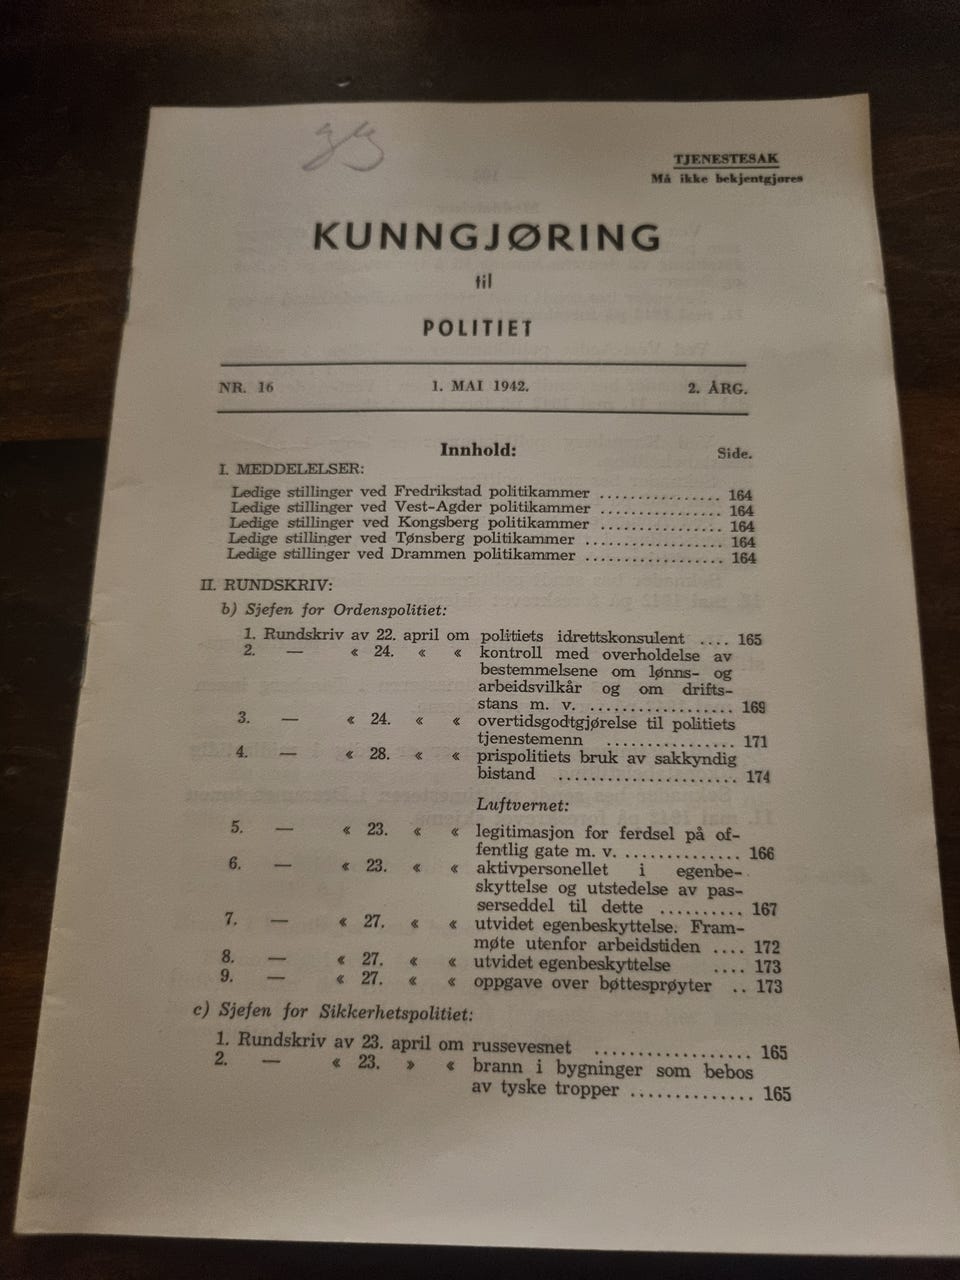 TJENESTESAK
Må ikke bekjentgjøres
KUNNGJØRING
til
POLITIET
NR. 16 1. MAI 1942. 2. ÅRG.
Innhold: Side.
I. MEDDELELSER:
Ledige stillinger ved Fredrikstad politikammer ................ 164
Ledige stillinger ved Vest-Agder politikammer ................ 164
Ledige stillinger ved Kongsberg politikammer ................ 164
Ledige stillinger ved Tønsberg politikammer .................. 164
Ledige stillinger ved Drammen politikammer .................. 164
II. RUNDSKRIV:
b) Sjefen for Ordenspolitiet:
1. Rundskriv av 22. april om politiets idrettskonsulent .... 165
2. — « 24. « « kontroll med overholdelse av
bestemmelsene om lønns- og
arbeidsvilkår og om drifts-
stans m. v. ................... 169
3. — « 24. « « overtidsgodtgjørelse til politiets
tjenestemenn ................ 171
4. — « 28. « « prispolitiets bruk av sakkyndig
bistand ....................... 174
Luftvernet:
5. — « 23. « « legitimasjon for ferdsel på of-
fentlig gate m. v. .............. 166
6. — « 23. « « aktivpersonellet i egenbe-
skyttelse og utstedelse av pas-
serseddel til dette .......... 167
7. — « 27. « « utvidet egenbeskyttelse. Fram-
møte utenfor arbeidstiden .... 172
8. — « 27. « « utvidet egenbeskyttelse .... 173
9. — « 27. « « oppgave over bøttesprøyter .. 173
c) Sjefen for Sikkerhetspolitiet:
1. Rundskriv av 23. april om russevesnet .................. 165
2. — « 23. » « brann i bygninger som bebos
av tyske tropper .............. 165